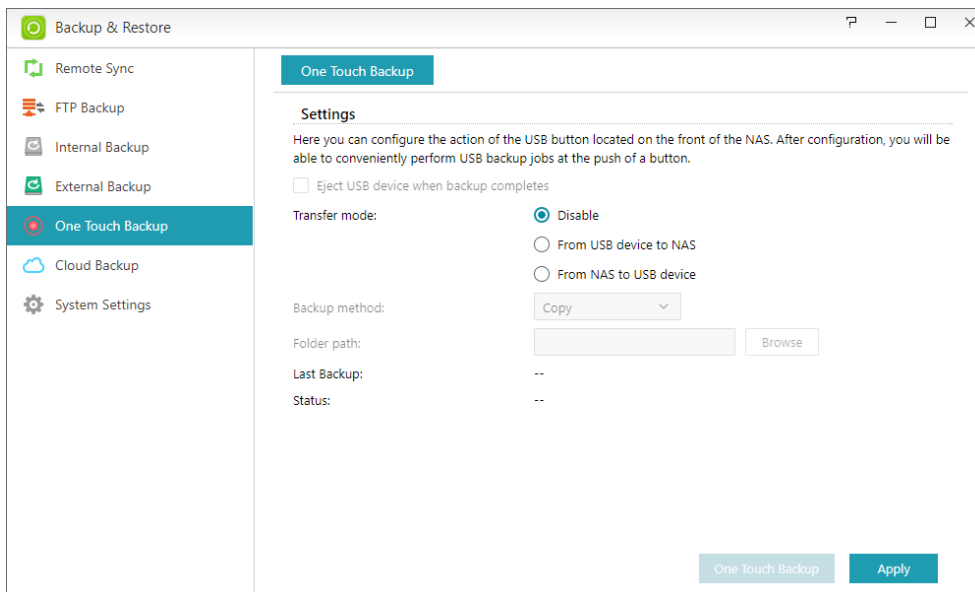 Backup & Restore
Remote Sync
FTP Backup
Internal Backup
External Backup
One Touch Backup
Cloud Backup
System Settings
One Touch Backup
Settings
Here you can configure the action of the USB button located on the front of the NAS. After configuration, you will be
able to conveniently perform USB backup jobs at the push of a button.
Eject USB device when backup completes
Transfer mode:
Disable
From USB device to NAS
From NAS to USB device
Backup method:
Copy
Folder path:
Browse
Last Backup:
--
Status:
--
One Touch Backup
Apply